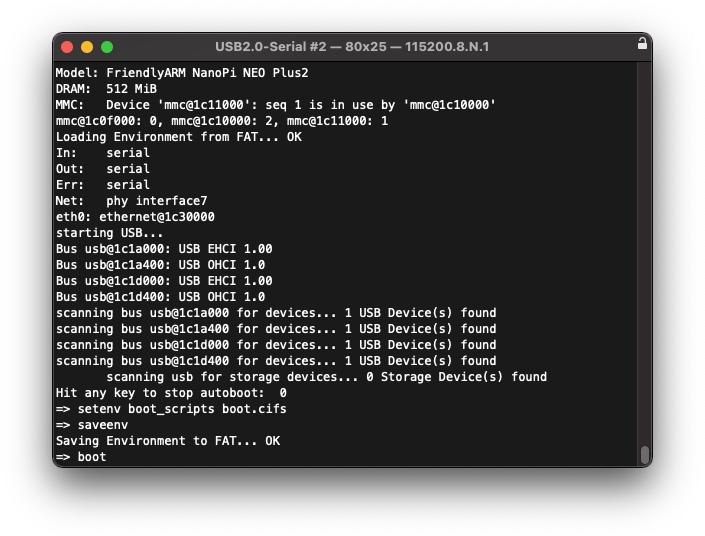 USB2.0-Serial #2 — 80x25 — 115200.8.N.1
Model: FriendlyARM NanoPi NEO Plus2
DRAM:  512 MiB
MMC:   Device 'mmc@1c11000': seq 1 is in use by 'mmc@1c10000'
mmc@1c0f000: 0, mmc@1c10000: 2, mmc@1c11000: 1
Loading Environment from FAT... OK
In:    serial
Out:   serial
Err:   serial
Net:   phy interface7
eth0: ethernet@1c30000
starting USB...
Bus usb@1c1a000: USB EHCI 1.00
Bus usb@1c1a400: USB OHCI 1.0
Bus usb@1c1d000: USB EHCI 1.00
Bus usb@1c1d400: USB OHCI 1.0
scanning bus usb@1c1a000 for devices... 1 USB Device(s) found
scanning bus usb@1c1a400 for devices... 1 USB Device(s) found
scanning bus usb@1c1d000 for devices... 1 USB Device(s) found
scanning bus usb@1c1d400 for devices... 1 USB Device(s) found
       scanning usb for storage devices... 0 Storage Device(s) found
Hit any key to stop autoboot:  0
=> setenv boot_scripts boot.cifs
=> saveenv
Saving Environment to FAT... OK
=> boot